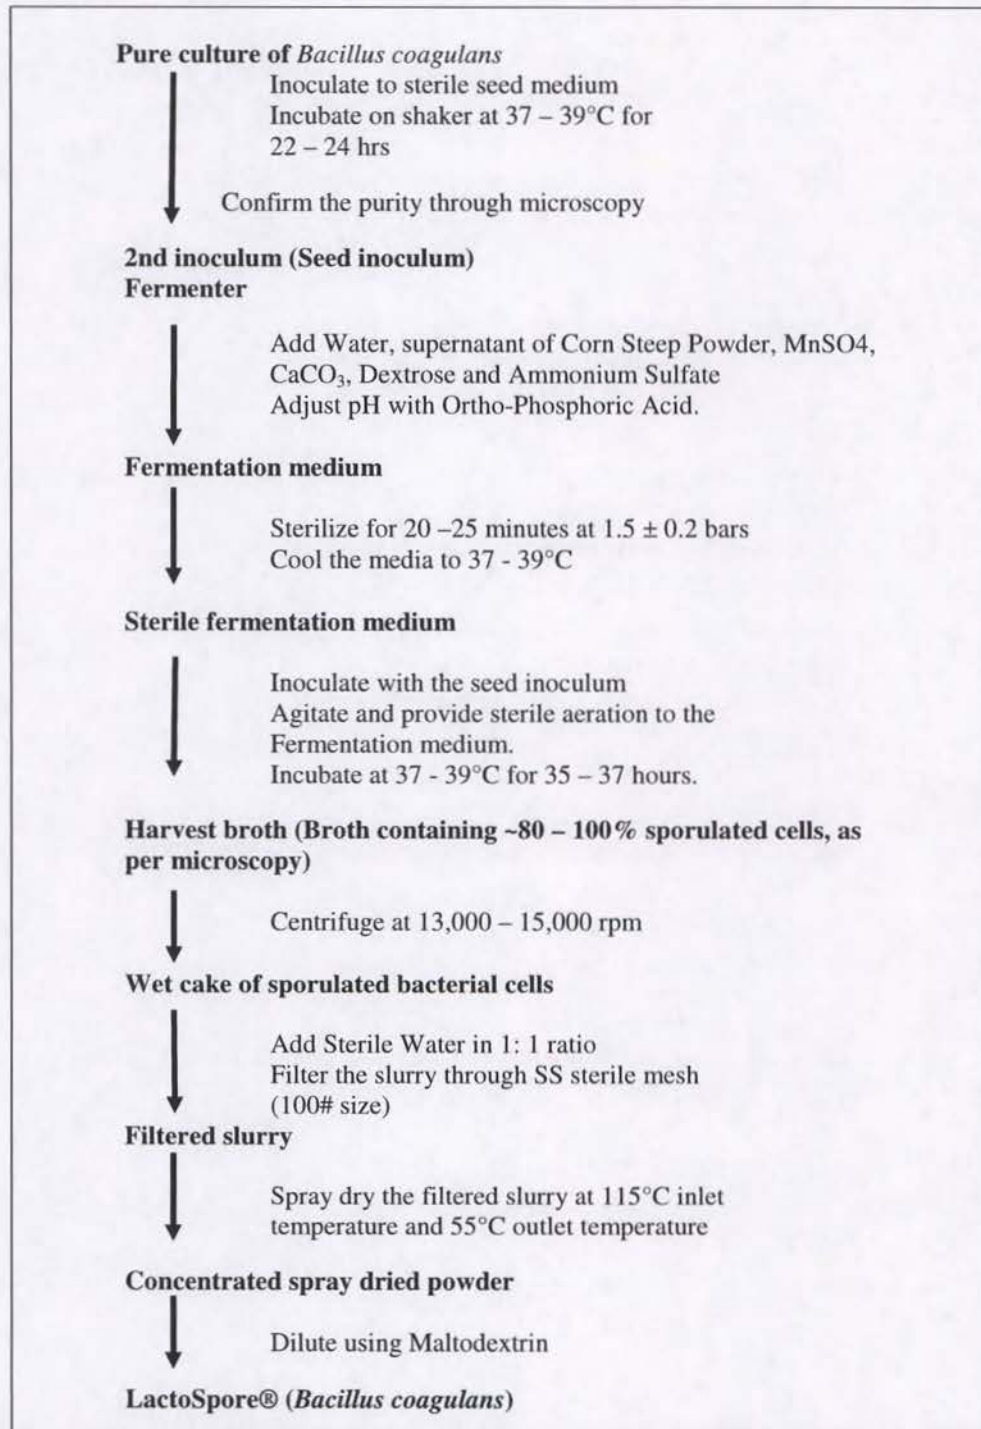 Pure culture of Bacillus coagulans
Inoculate to sterile seed medium
Incubate on shaker at 37 – 39°C for
22 – 24 hrs
Confirm the purity through microscopy
2nd inoculum (Seed inoculum)
Fermenter
Add Water, supernatant of Corn Steep Powder, MnSO4,
CaCO₃, Dextrose and Ammonium Sulfate
Adjust pH with Ortho-Phosphoric Acid.
Fermentation medium
Sterilize for 20 –25 minutes at 1.5 ± 0.2 bars
Cool the media to 37 - 39°C
Sterile fermentation medium
Inoculate with the seed inoculum
Agitate and provide sterile aeration to the
Fermentation medium.
Incubate at 37 - 39°C for 35 – 37 hours.
Harvest broth (Broth containing ~80 – 100% sporulated cells, as
per microscopy)
Centrifuge at 13,000 – 15,000 rpm
Wet cake of sporulated bacterial cells
Add Sterile Water in 1: 1 ratio
Filter the slurry through SS sterile mesh
(100# size)
Filtered slurry
Spray dry the filtered slurry at 115°C inlet
temperature and 55°C outlet temperature
Concentrated spray dried powder
Dilute using Maltodextrin
LactoSpore® (Bacillus coagulans)